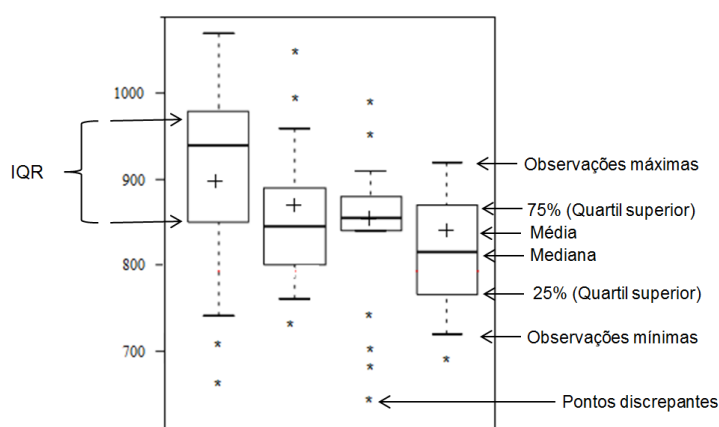 1000
900
800
700
IQR
Observações máximas
75% (Quartil superior)
Média
Mediana
25% (Quartil superior)
Observações mínimas
Pontos discrepantes